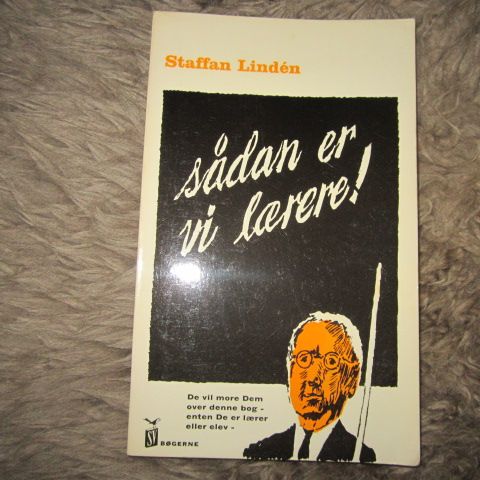 Staffan Lindén
sådan er
vi lærere!
De vil more Dem
over denne bog -
enten De er lærer
eller elev -
SV
BØGERNE